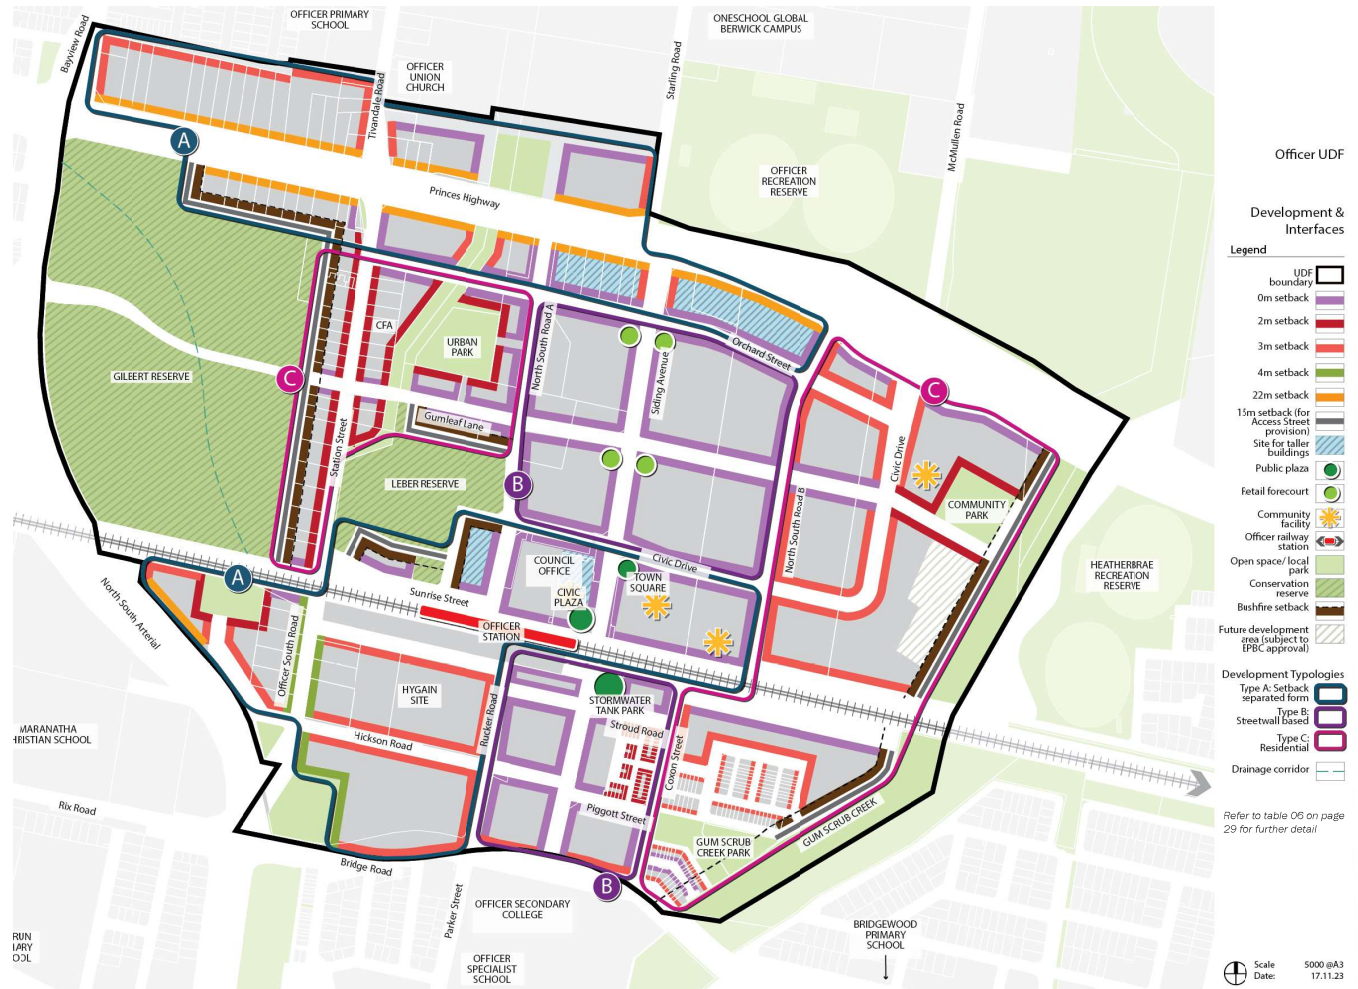 OFFICER PRIMARY
SCHOOL
ONESCHOOL GLOBAL
BERWICK CAMPUS
Bayview Road
OFFICER
UNION
CHURCH
Tivandale Road
Starling Road
McMullen Road
A
OFFICER
RECREATION
RESERVE
Princes Highway
CFA
URBAN
PARK
North South Road A
Siding Avenue
Orchard Street
GILBERT RESERVE
C
C
Gumleaf Lane
Station Street
Civic Drive
LEBER RESERVE
B
North South Road B
COMMUNITY
PARK
COUNCIL
OFFICE
Civic Drive
TOWN
SQUARE
CIVIC
PLAZA
HEATHERBRAE
RECREATION
RESERVE
A
Sunrise Street
OFFICER
STATION
North South Arterial
Officer South Road
HYGAIN
SITE
Rucker Road
STORMWATER
TANK PARK
Stroud Road
Coxon Street
Hickson Road
MARANATHA
HRISTIAN SCHOOL
Rix Road
Piggott Street
GUM SCRUB
CREEK PARK
GUM SCRUB CREEK
Bridge Road
B
Parker Street
OFFICER SECONDARY
COLLEGE
BRIDGEWOOD
PRIMARY
SCHOOL
OFFICER
SPECIALIST
SCHOOL
RUN
IARY
OOL
Officer UDF
Development &
Interfaces
Legend
UDF
boundary
0m setback
2m setback
3m setback
4m setback
22m setback
15m setback (for
Access Street
provision)
Site for taller
buildings
Public plaza
Retail forecourt
Community
facility
Officer railway
station
Open space/ local
park
Conservation
reserve
Bushfire setback
Future development
area (subject to
EPBC approval)
Development Typologies
Type A: Setback
separated form
Type B:
Streetwall based
Type C:
Residential
Drainage corridor
Refer to table 06 on page
29 for further detail
Scale 5000 @A3
Date: 17.11.23